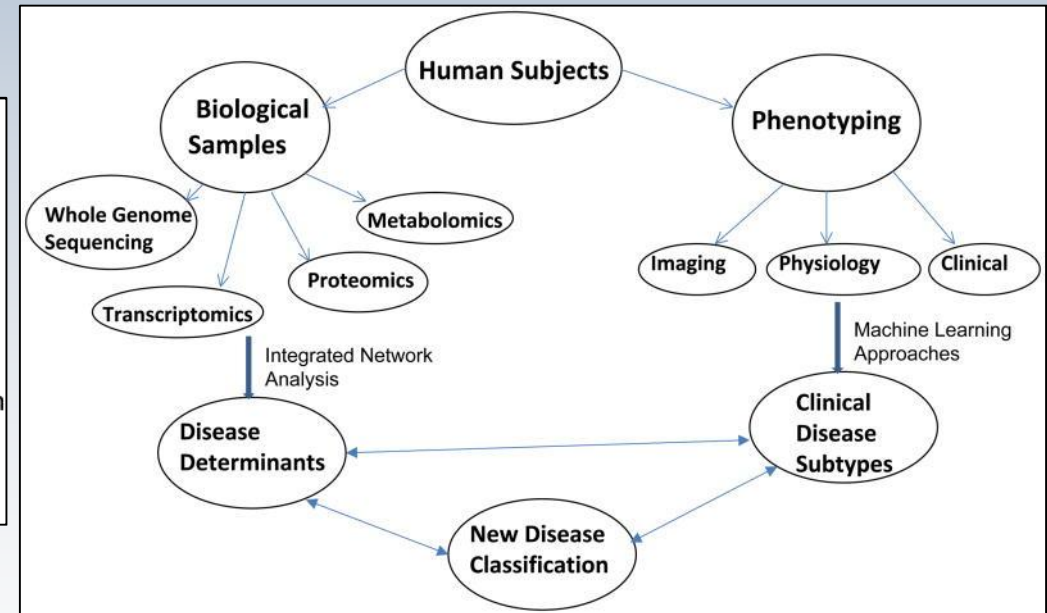 Human Subjects
Biological
Samples
Phenotyping
Whole Genome
Sequencing
Metabolomics
Proteomics
Transcriptomics
Imaging
Physiology
Clinical
Integrated Network
Analysis
Machine Learning
Approaches
Disease
Determinants
Clinical
Disease
Subtypes
New Disease
Classification